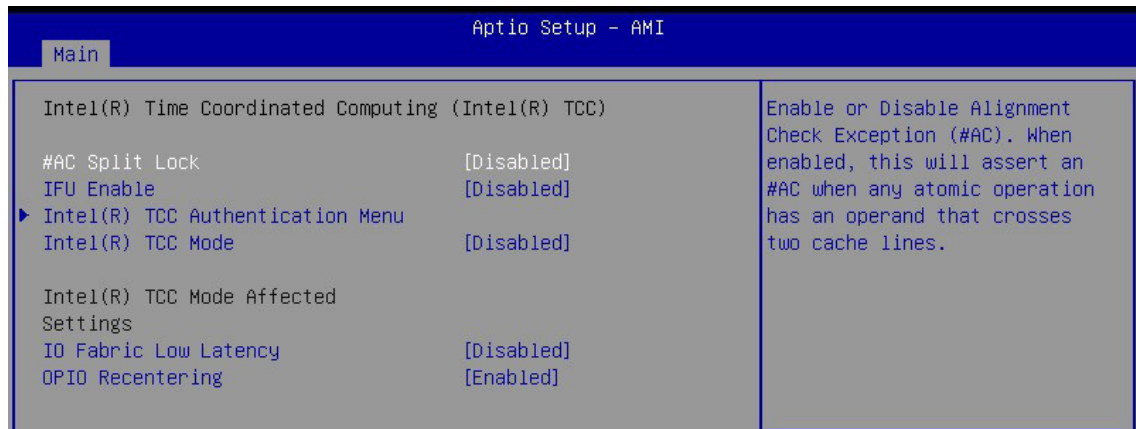 Aptio Setup – AMI
Main
Intel(R) Time Coordinated Computing (Intel(R) TCC)
#AC Split Lock [Disabled]
IFU Enable [Disabled]
Intel(R) TCC Authentication Menu
Intel(R) TCC Mode [Disabled]
Intel(R) TCC Mode Affected
Settings
IO Fabric Low Latency [Disabled]
OPIO Recentering [Enabled]
Enable or Disable Alignment
Check Exception (#AC). When
enabled, this will assert an
#AC when any atomic operation
has an operand that crosses
two cache lines.